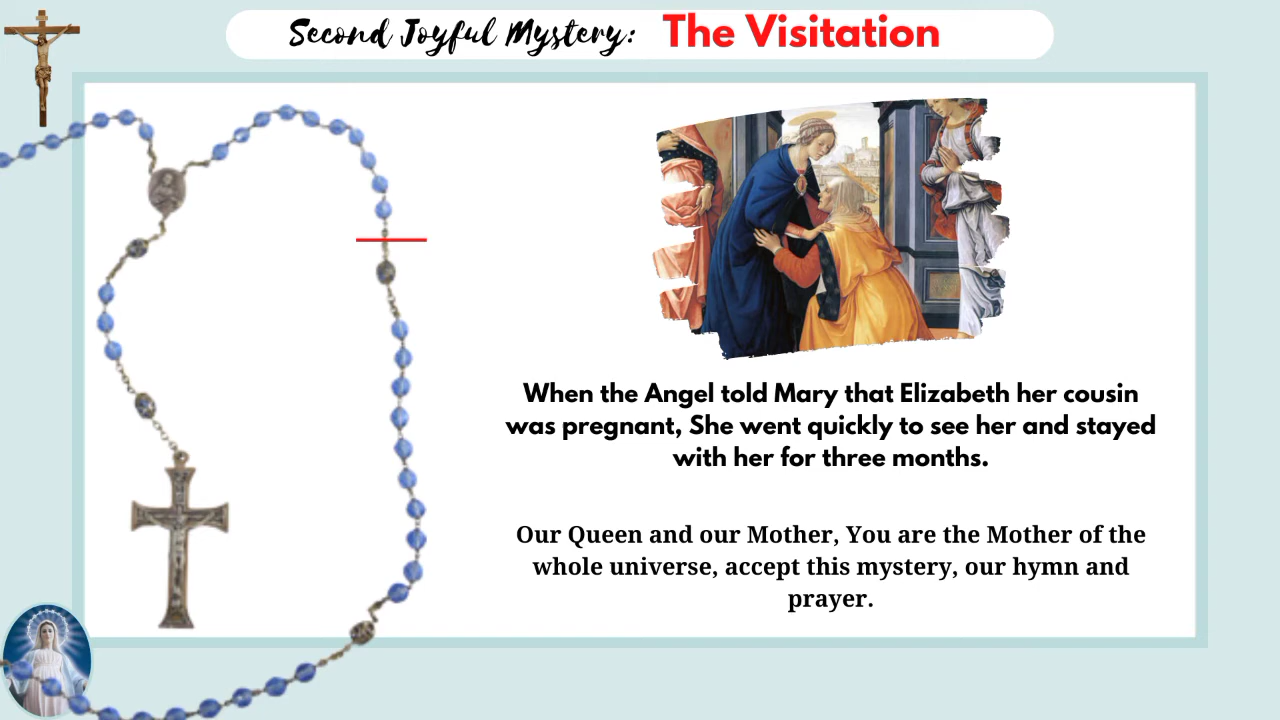 Second Joyful Mystery: The Visitation
When the Angel told Mary that Elizabeth her cousin
was pregnant, She went quickly to see her and stayed
with her for three months.
Our Queen and our Mother, You are the Mother of the
whole universe, accept this mystery, our hymn and
prayer.